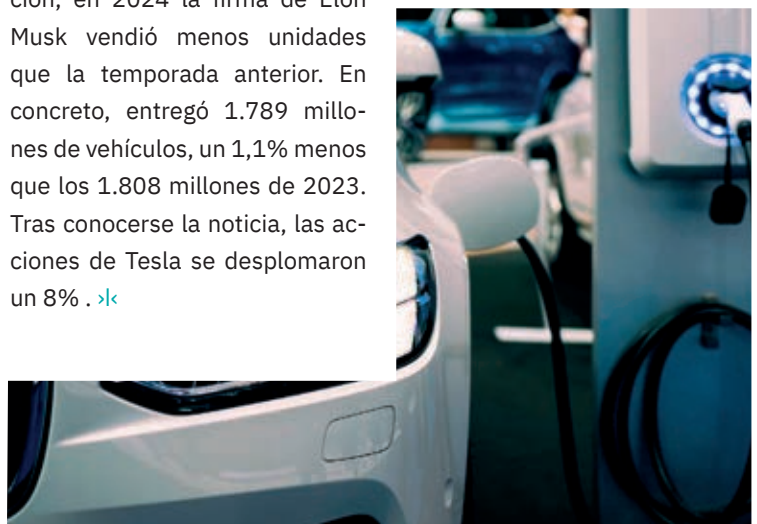 ción, en 2024 la firma de Elon
Musk vendió menos unidades
que la temporada anterior. En
concreto, entregó 1.789 millo-
nes de vehículos, un 1,1% menos
que los 1.808 millones de 2023.
Tras conocerse la noticia, las ac-
ciones de Tesla se desplomaron
un 8% . ›|‹